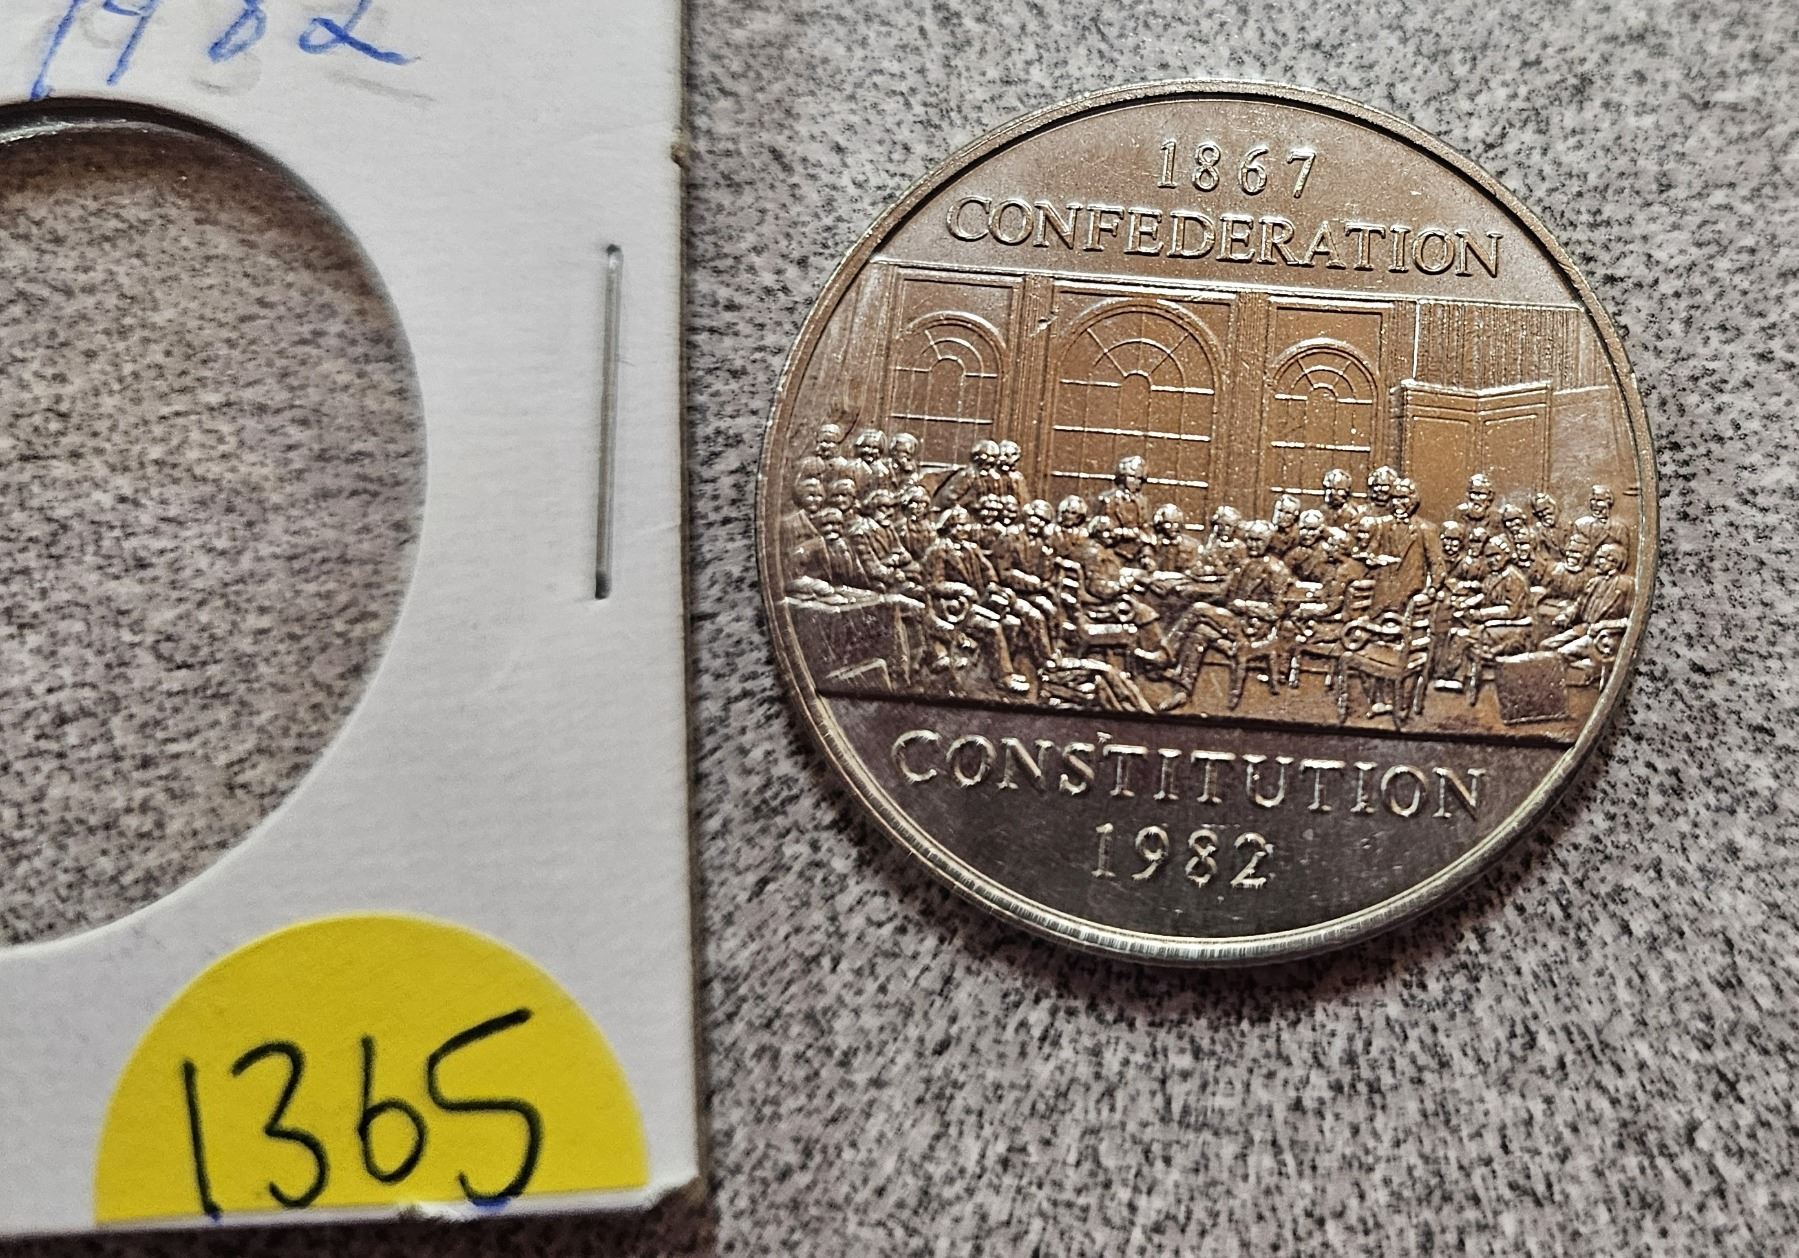 1982
1365
1867
CONFEDERATION
CONSTITUTION
1982